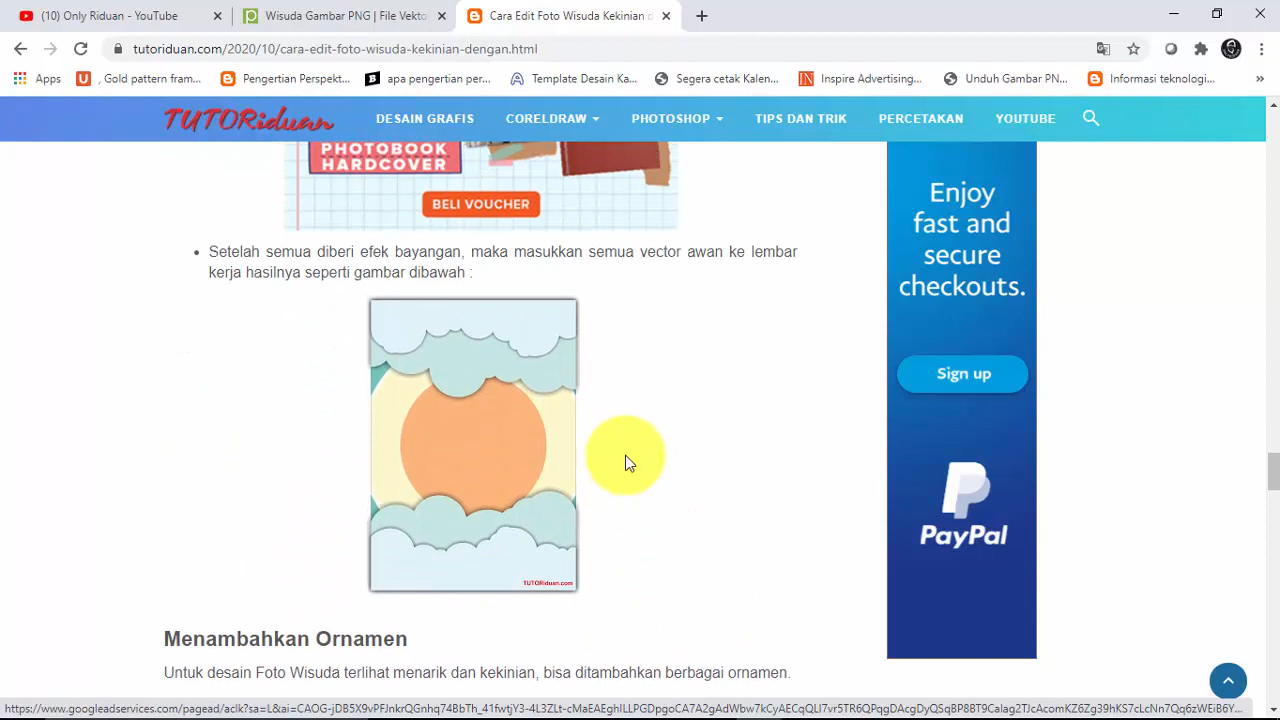 (10) Only Riduan - YouTube
Wisuda Gambar PNG | File Vekto
Cara Edit Foto Wisuda Kekinian d
tutoriduan.com/2020/10/cara-edit-foto-wisuda-kekinian-dengan.html
Apps
, Gold pattern fram...
Pengertian Perspekt...
apa pengertian per...
Template Desain Ka...
Segera cetak Kalen...
Inspire Advertising...
Unduh Gambar PN...
Informasi teknologi...
»
TUTORiduan
DESAIN GRAFIS
CORELDRAW
PHOTOSHOP
TIPS DAN TRIK
PERCETAKAN
YOUTUBE
PHOTOBOOK
HARDCOVER
BELI VOUCHER
• Setelah semua diberi efek bayangan, maka masukkan semua vector awan ke lembar
kerja hasilnya seperti gambar dibawah :
TUTORiduan.com
Menambahkan Ornamen
Untuk desain Foto Wisuda terlihat menarik dan kekinian, bisa ditambahkan berbagai ornamen.
Enjoy
fast and
secure
checkouts.
Sign up
PayPal